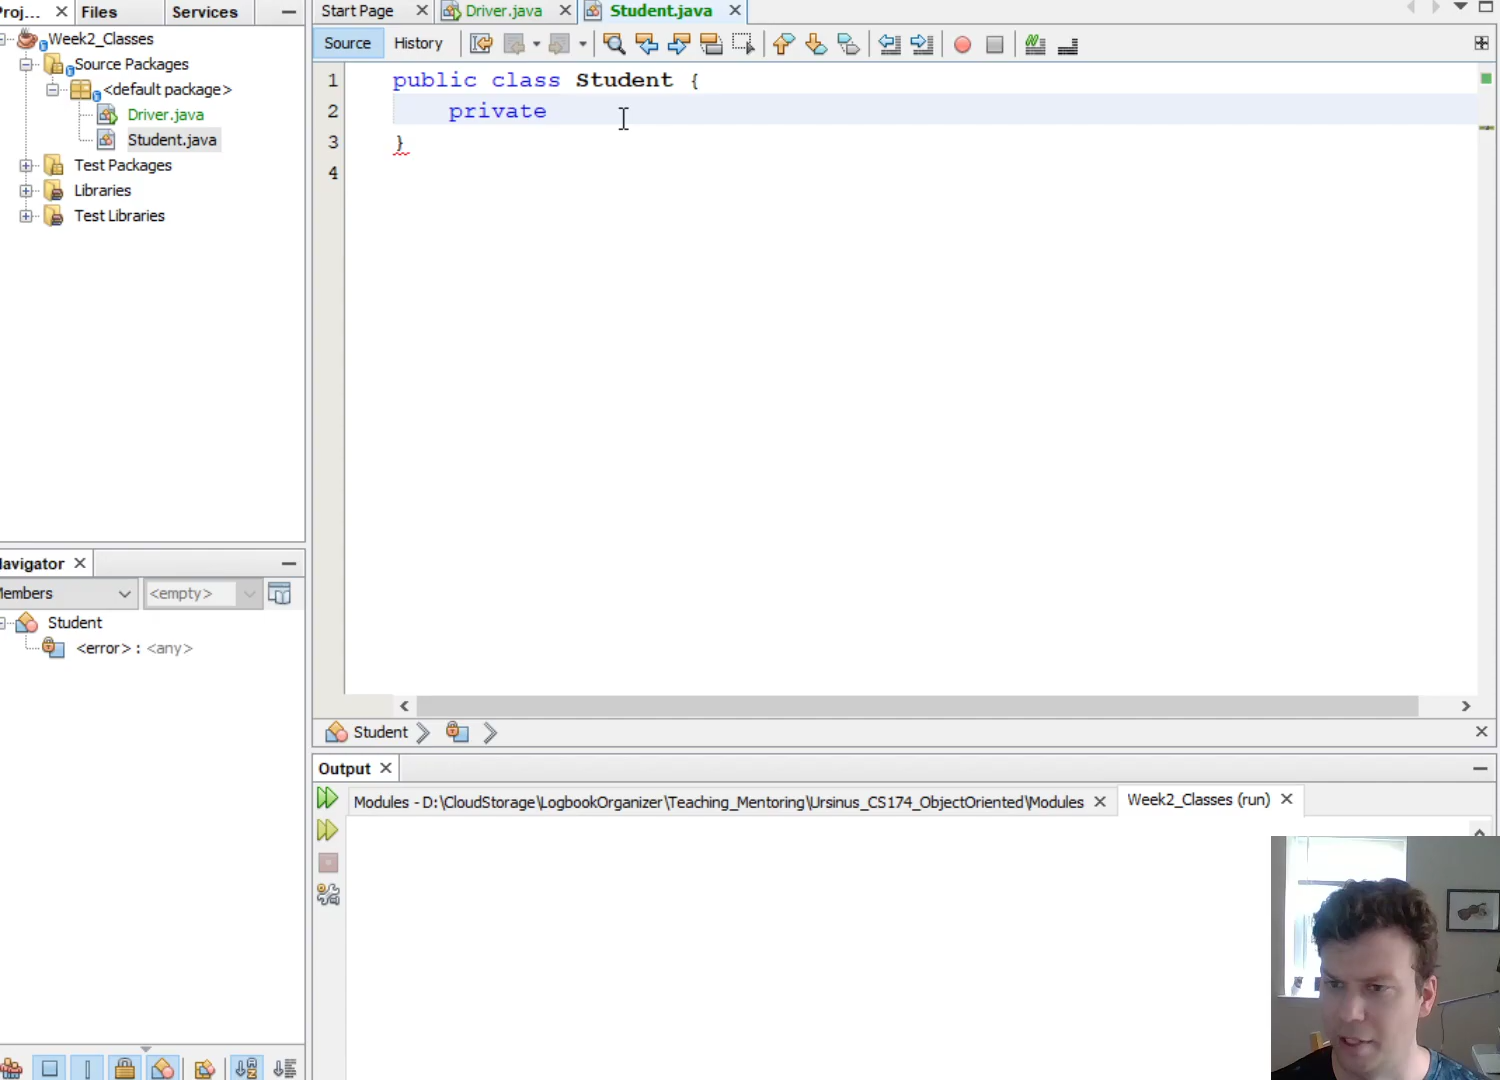 Proj... Files Services
Week2_Classes
Source Packages
<default package>
Driver.java
Student.java
Test Packages
Libraries
Test Libraries
Start Page Driver.java Student.java
Source History
1 public class Student {
2 private
3 }
4
Navigator
Members <empty>
Student
<error> : <any>
Student
Output
Modules - D:\CloudStorage\LogbookOrganizer\Teaching_Mentoring\Ursinus_CS174_ObjectOriented\Modules Week2_Classes (run)